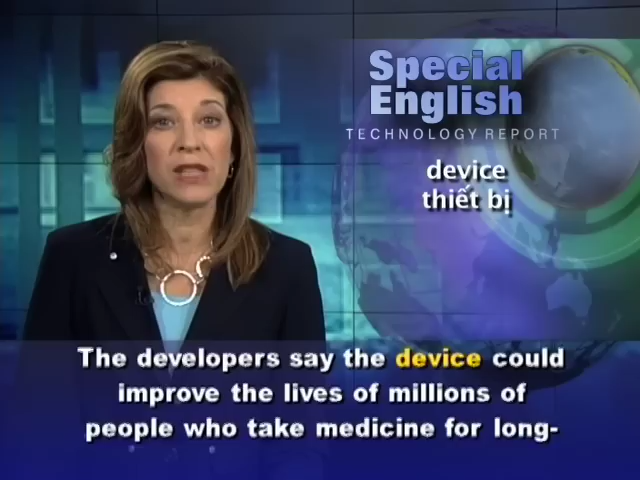 Special
English
TECHNOLOGY REPORT
device
thiết bị
The developers say the device could
improve the lives of millions of
people who take medicine for long-